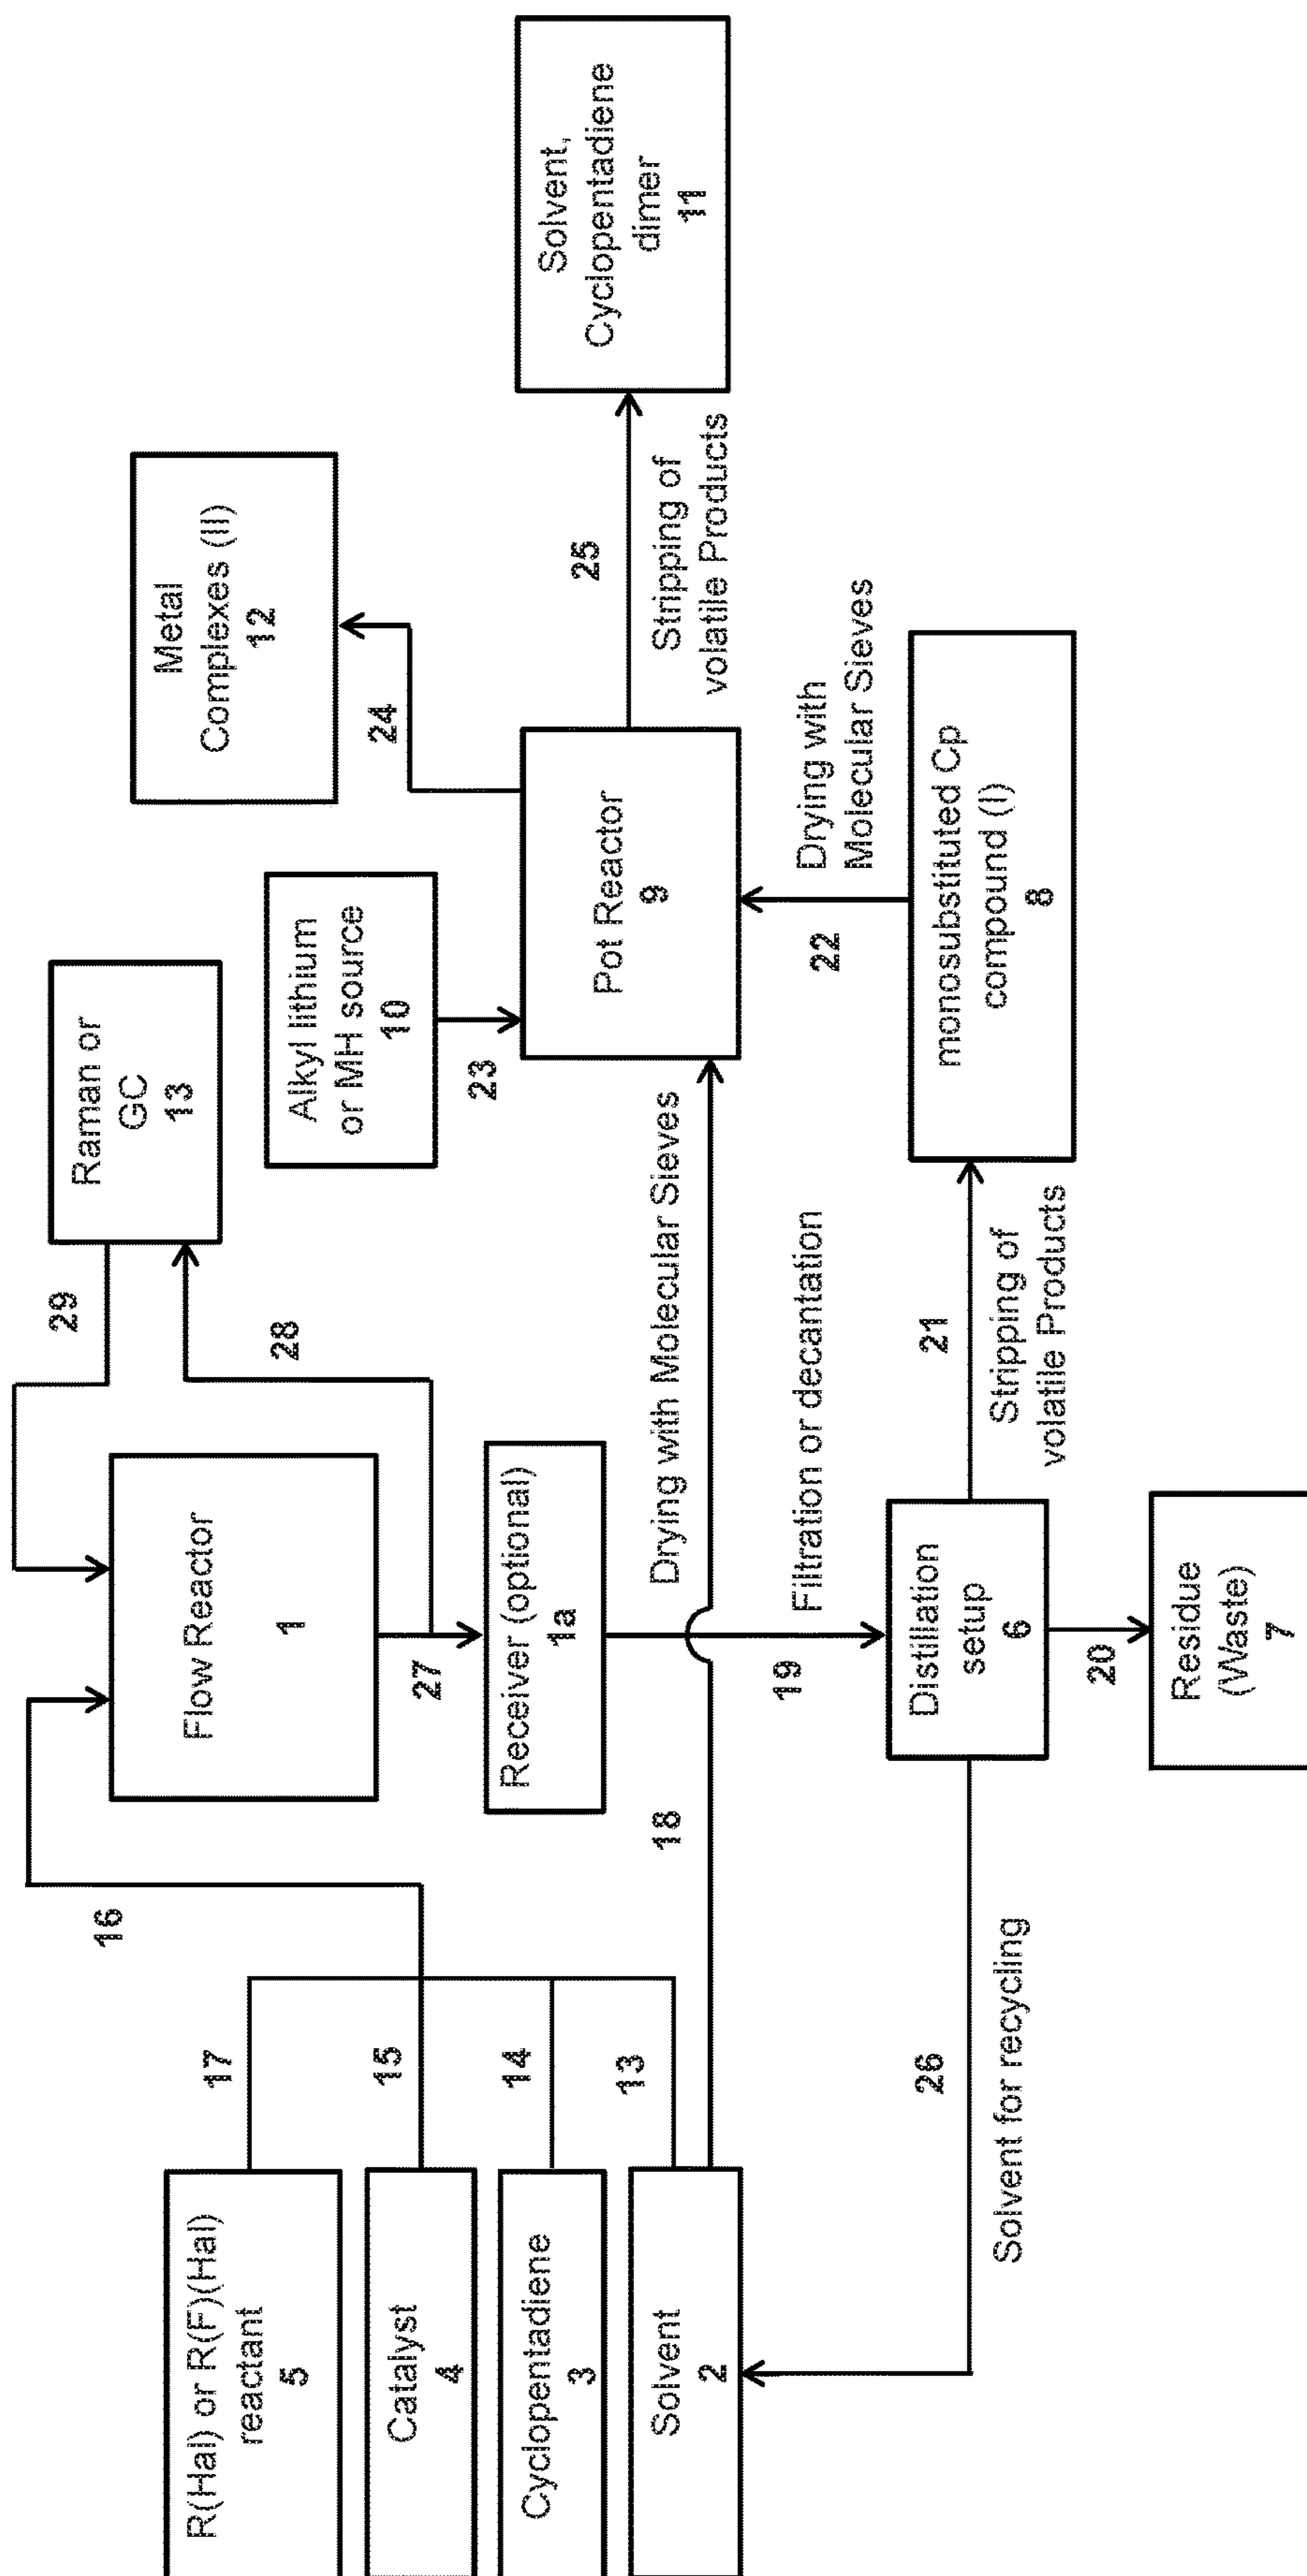 R(Hal) or R(F)(Hal)
reactant
5
Catalyst
4
Cyclopentadiene
3
Solvent
2
17
15
14
13
16
18
Flow Reactor
1
27
Receiver (optional)
1a
29
28
Raman or
GC
13
Alkyl lithium
or MH source
10
23
Drying with Molecular Sieves
Filtration or decantation
19
Distillation
setup
6
20
Residue
(Waste)
7
26
Solvent for recycling
21
Stripping of
volatile Products
monosubstituted Cp
compound (I)
8
22
Drying with
Molecular Sieves
Pot Reactor
9
24
Metal
Complexes (II)
12
25
Stripping of
volatile Products
Solvent,
Cyclopentadiene
dimer
11